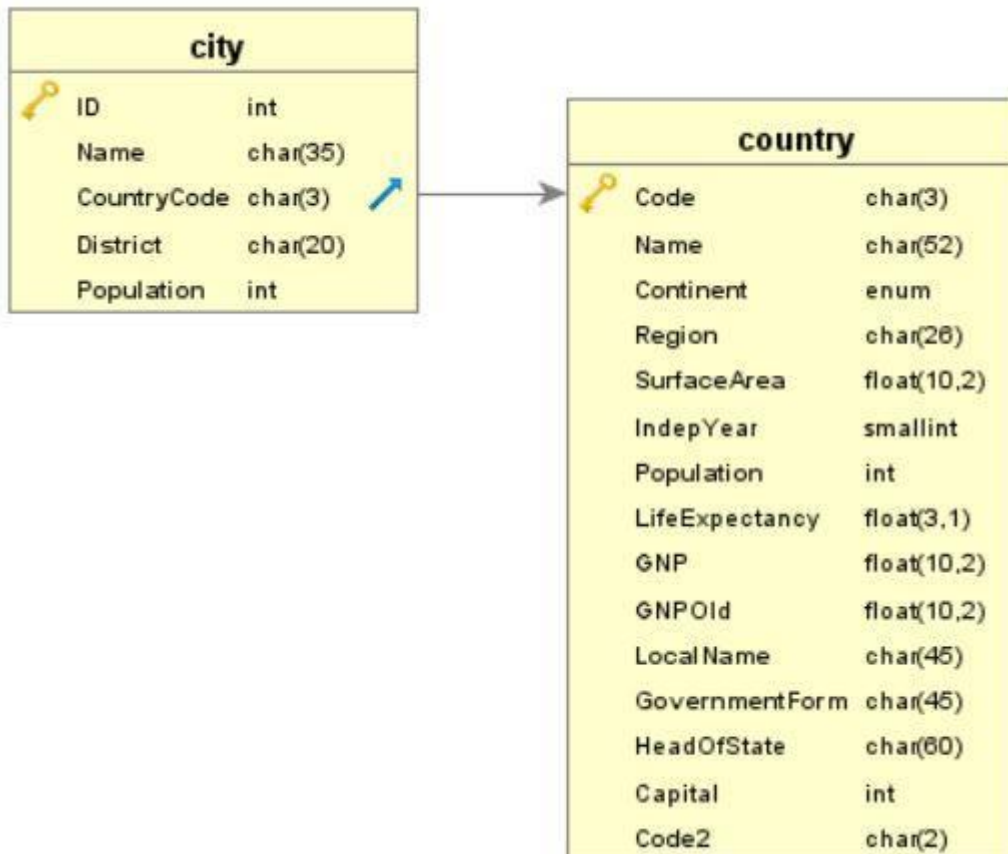 city
ID int
Name char(35)
CountryCode char(3)
District char(20)
Population int
country
Code char(3)
Name char(52)
Continent enum
Region char(26)
SurfaceArea float(10,2)
IndepYear smallint
Population int
LifeExpectancy float(3,1)
GNP float(10,2)
GNPOld float(10,2)
LocalName char(45)
GovernmentForm char(45)
HeadOfState char(60)
Capital int
Code2 char(2)